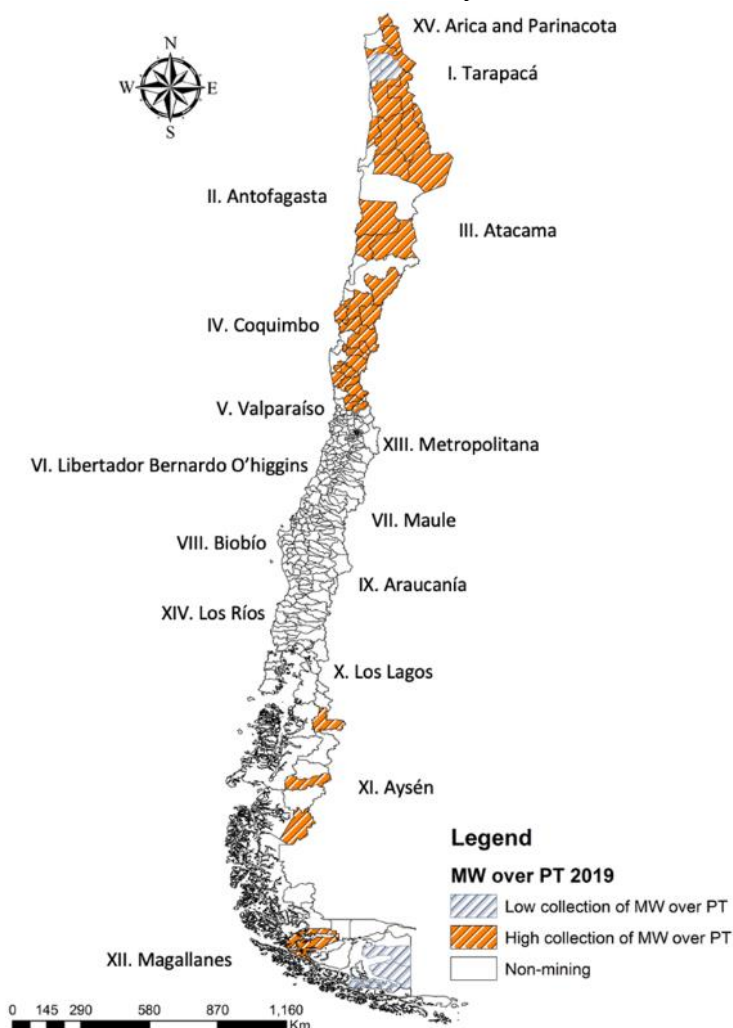 XV. Arica and Parinacota
N
W E
S
I. Tarapacá
II. Antofagasta
III. Atacama
IV. Coquimbo
V. Valparaíso
XIII. Metropolitana
VI. Libertador Bernardo O’higgins
VII. Maule
VIII. Biobío
IX. Araucanía
XIV. Los Ríos
X. Los Lagos
XI. Aysén
Legend
MW over PT 2019
Low collection of MW over PT
High collection of MW over PT
Non-mining
XII. Magallanes
0 145 290 580 870 1,160
Km